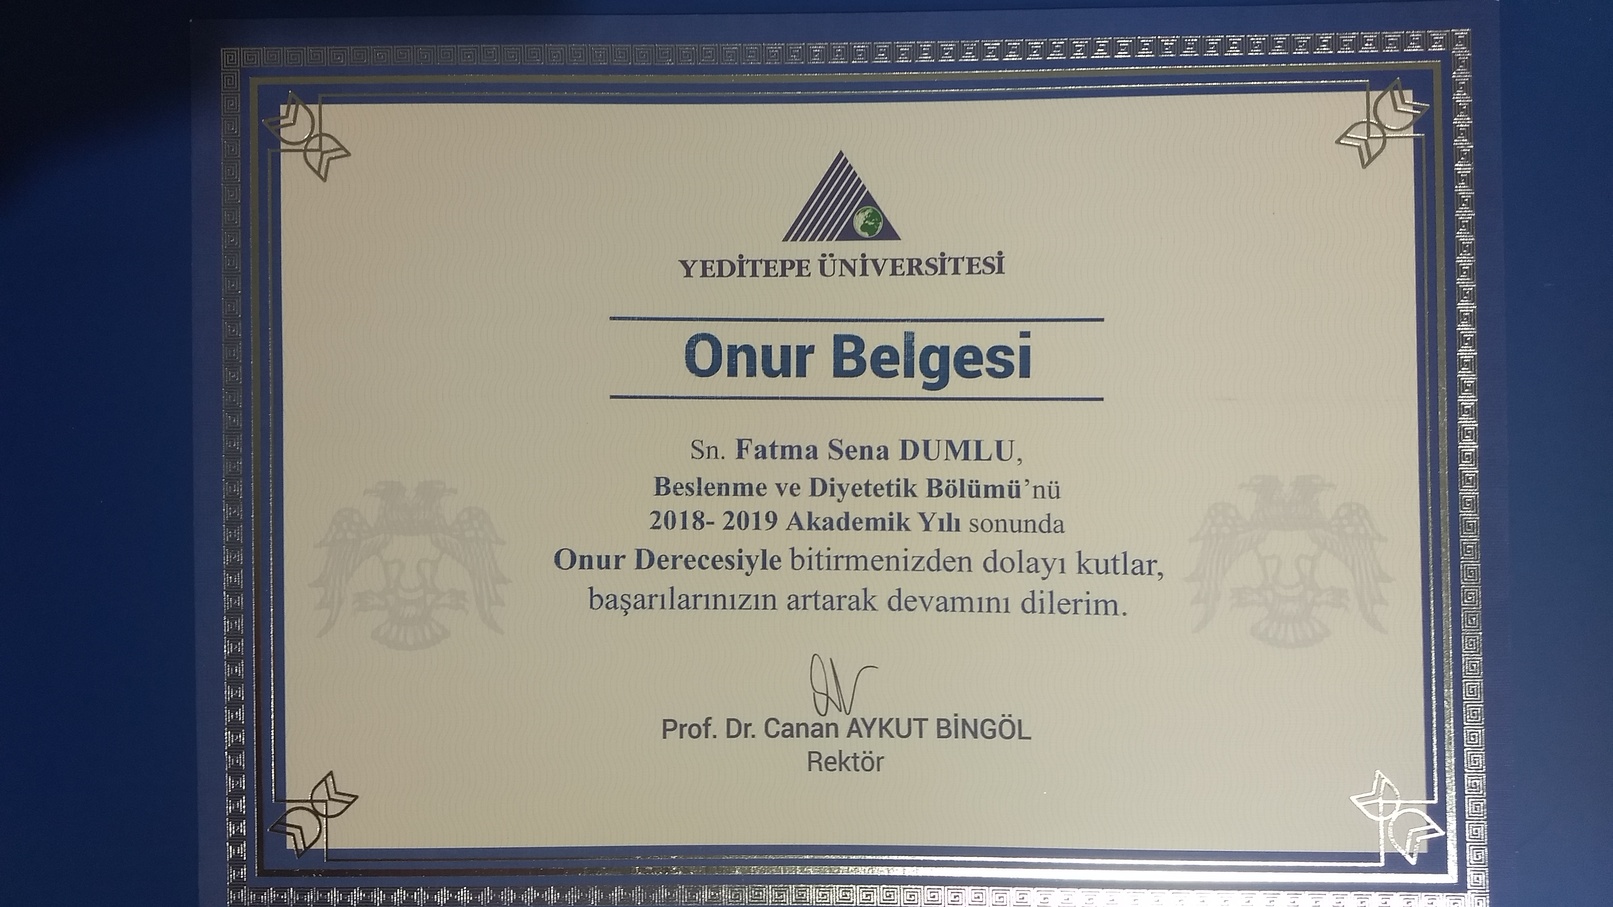 YEDİTEPE ÜNİVERSİTESİ
Onur Belgesi
Sn. Fatma Sena DUMLU,
Beslenme ve Diyetetik Bölümü'nü
2018- 2019 Akademik Yılı sonunda
Onur Derecesiyle bitirmenizden dolayı kutlar,
başarılarınızın artarak devamını dilerim.
Prof. Dr. Canan AYKUT BİNGÖL
Rektör